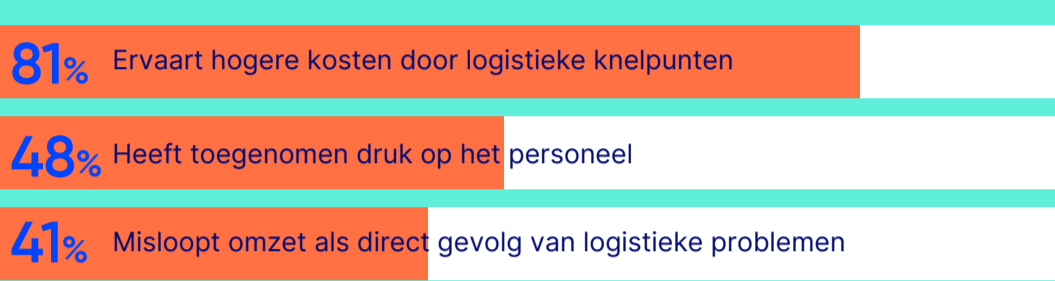 81% Ervaart hogere kosten door logistieke knelpunten
48% Heeft toegenomen druk op het personeel
41% Misloopt omzet als direct gevolg van logistieke problemen